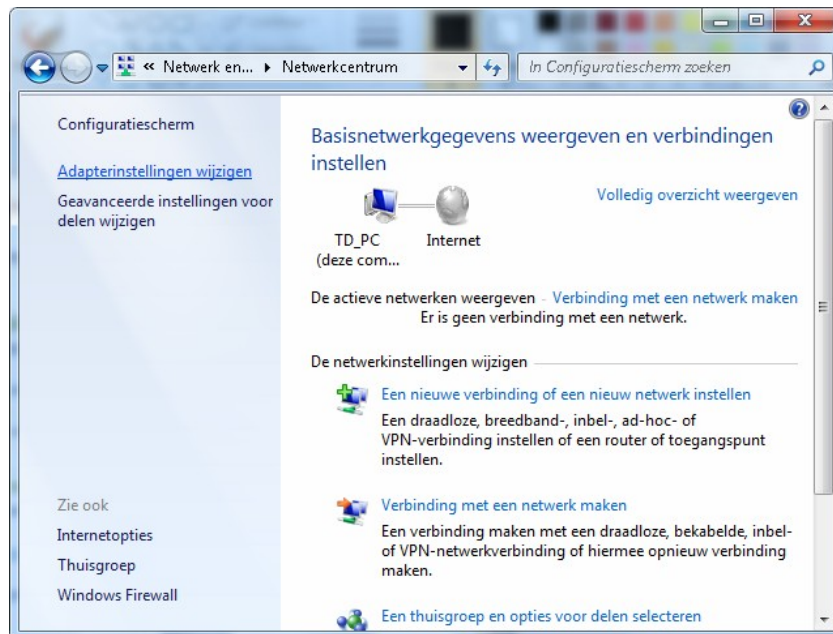 « Netwerk en... ▸ Netwerkcentrum
In Configuratiescherm zoeken
Configuratiescherm
Adapterinstellingen wijzigen
Geavanceerde instellingen voor
delen wijzigen
Zie ook
Internetopties
Thuisgroep
Windows Firewall
Basisnetwerkgegevens weergeven en verbindingen
instellen
Volledig overzicht weergeven
TD_PC
(deze com...
Internet
De actieve netwerken weergeven - Verbinding met een netwerk maken
Er is geen verbinding met een netwerk.
De netwerkinstellingen wijzigen
Een nieuwe verbinding of een nieuw netwerk instellen
Een draadloze, breedband-, inbel-, ad-hoc- of
VPN-verbinding instellen of een router of toegangspunt
instellen.
Verbinding met een netwerk maken
Een verbinding maken met een draadloze, bekabelde, inbel-
of VPN-netwerkverbinding of hiermee opnieuw verbinding
maken.
Een thuisgroep en opties voor delen selecteren